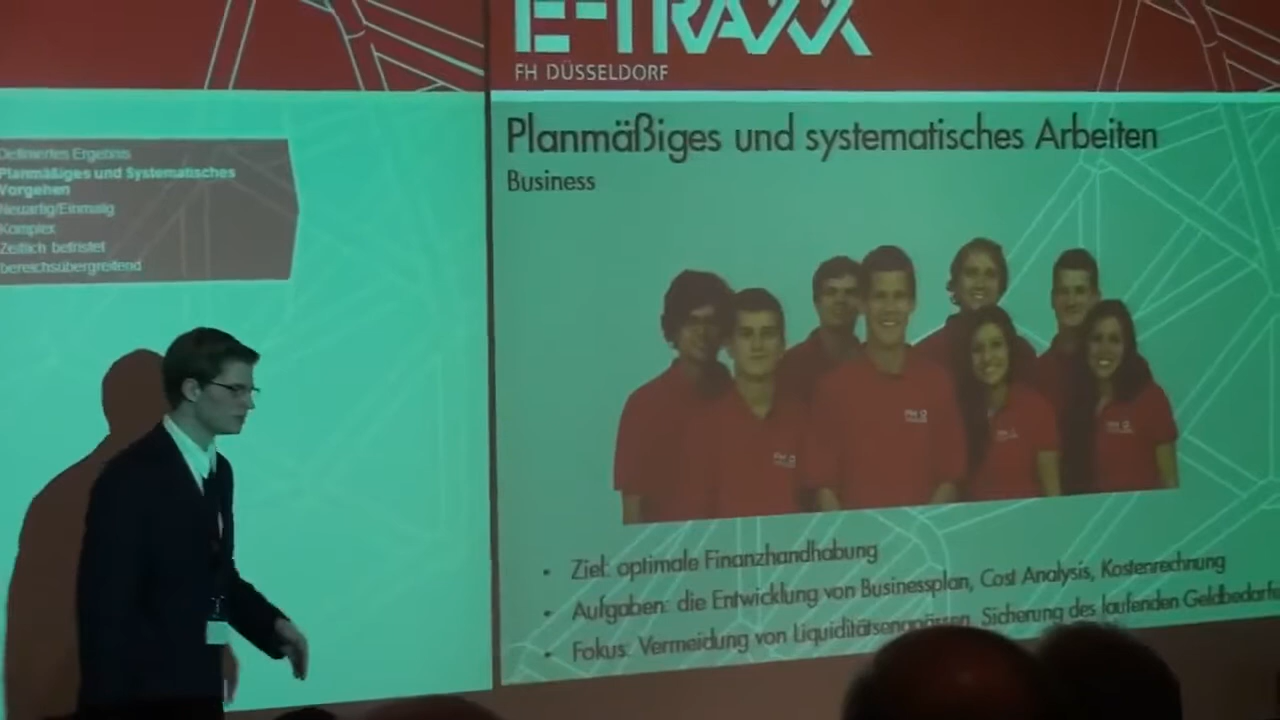 E-TRAXX
FH DÜSSELDORF
Definiertes Ergebnis
Planmäßiges und Systematisches
Vorgehen
Neuartig/Einmalig
Komplex
Zeitlich befristet
bereichsübergreifend
Planmäßiges und systematisches Arbeiten
Business
• Ziel: optimale Finanzhandhabung
• Aufgaben: die Entwicklung von Businessplan, Cost Analysis, Kostenrechnung
• Fokus: Vermeidung von Liquiditätsengpässen, Sicherung des laufenden Geldbedarfs